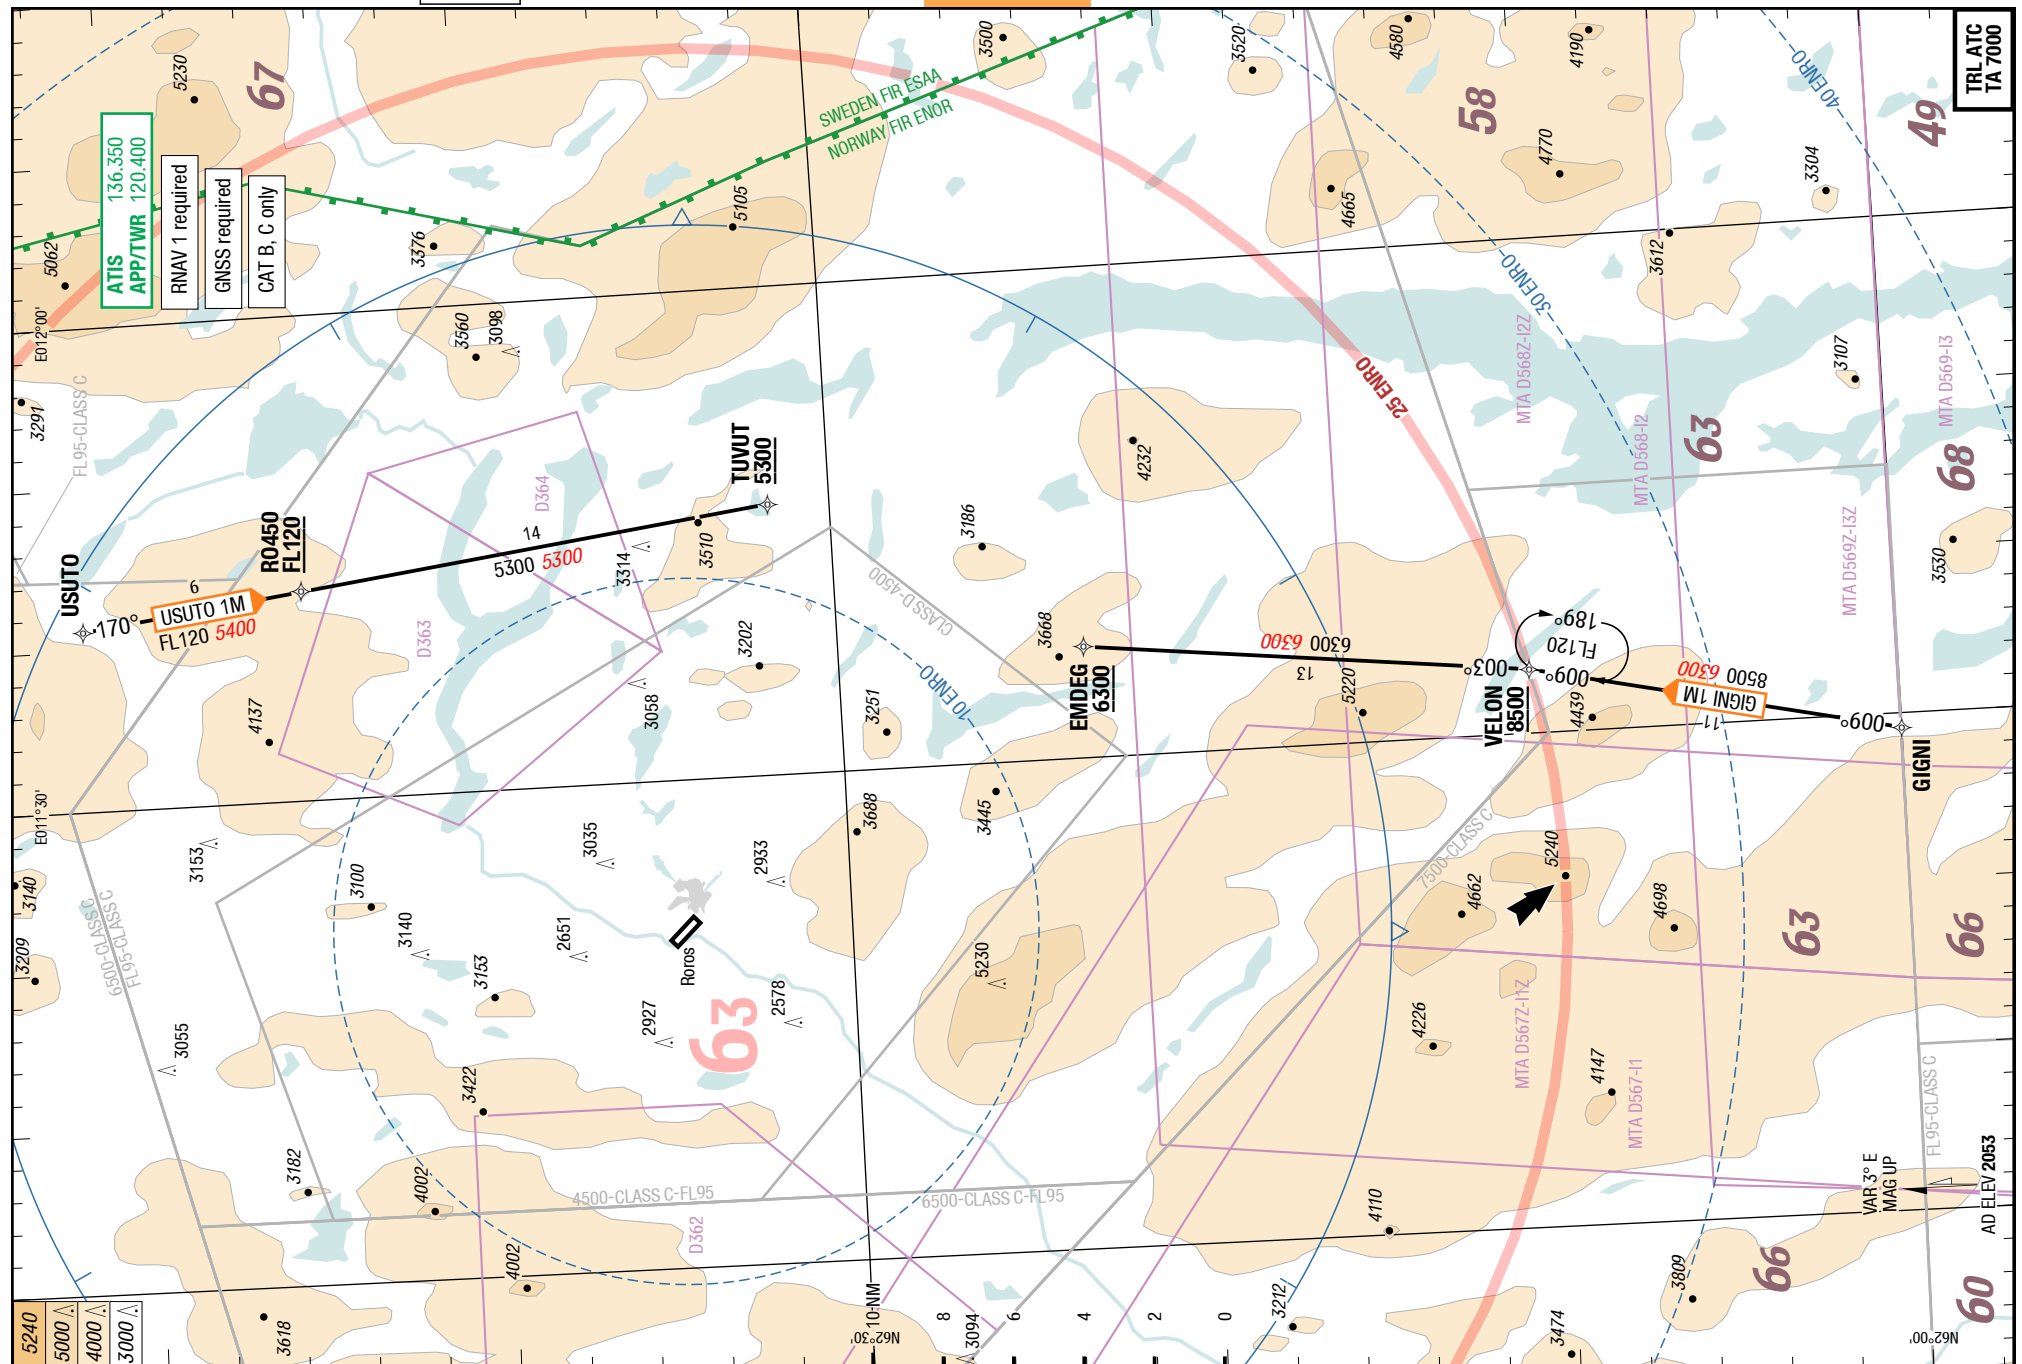 ATIS 136.350
APP/TWR 120.400
RNAV 1 required
GNSS required
CAT B, C only
TRL ATC
TA 7000
5230
67
5062
E012°00'
3291
FL95-CLASS C
3376
3560
3098
5105
SWEDEN FIR ESAA
NORWAY FIR ENOR
3500
3520
4580
4190
58
4770
4665
3612
3304
49
40 ENRO
30 ENRO
25 ENRO
MTA D568Z-I2Z
MTA D568-I2
63
3107
MTA D569-I3
68
3530
MTA D569Z-I3Z
USUTO
170°
9
USUTO 1M
FL120 5400
RO450
FL120
14
5300 5300
TUVUT
5300
D364
D363
3314
3510
3186
4232
CLASS D-4500
3668
3202
3058
3251
10 ENRO
EMDEG
6300
6300 6300
13
5220
003°
VELON
8500
009°
189°
FL120
4439
8500 6300
GIGNI 1M
11
009°
GIGNI
4137
E011°30'
3153
3140
3209
6500-CLASS C
FL95-CLASS C
3100
3140
3153
3035
2933
2651
Roros
2927
2578
63
3688
3445
5230
7500-CLASS C
5240
4662
4698
4226
4147
MTA D567Z-I1Z
MTA D567-I1
63
66
3055
3422
3182
4002
4002
4500-CLASS C-FL95
6500-CLASS C-FL95
D362
4110
3212
3809
3474
66
60
FL95-CLASS C
VAR 3° E
MAG UP
AD ELEV 2053
N62°00'
N62°30'
10 NM
8
6
4
2
0
3094
3618
5240
5000
4000
3000